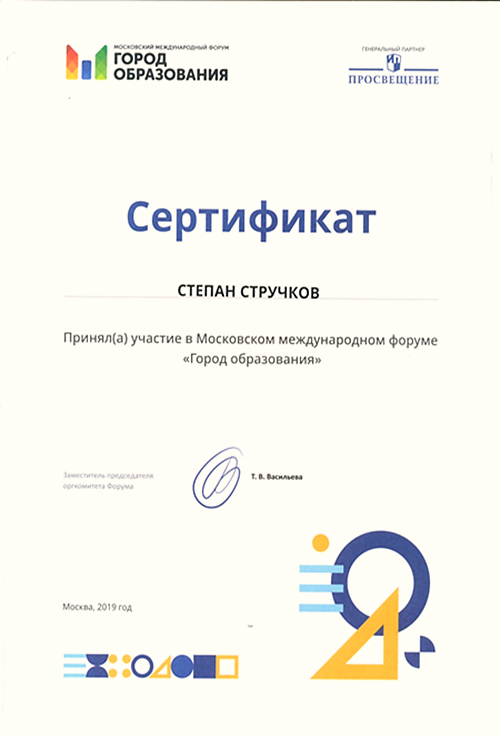 МОСКОВСКИЙ МЕЖДУНАРОДНЫЙ ФОРУМ
ГОРОД
ОБРАЗОВАНИЯ
ГЕНЕРАЛЬНЫЙ ПАРТНЕР
ПРОСВЕЩЕНИЕ
Сертификат
СТЕПАН СТРУЧКОВ
Принял(а) участие в Московском международном форуме
«Город образования»
Заместитель председателя
оргкомитета Форума
Т. В. Васильева
Москва, 2019 год